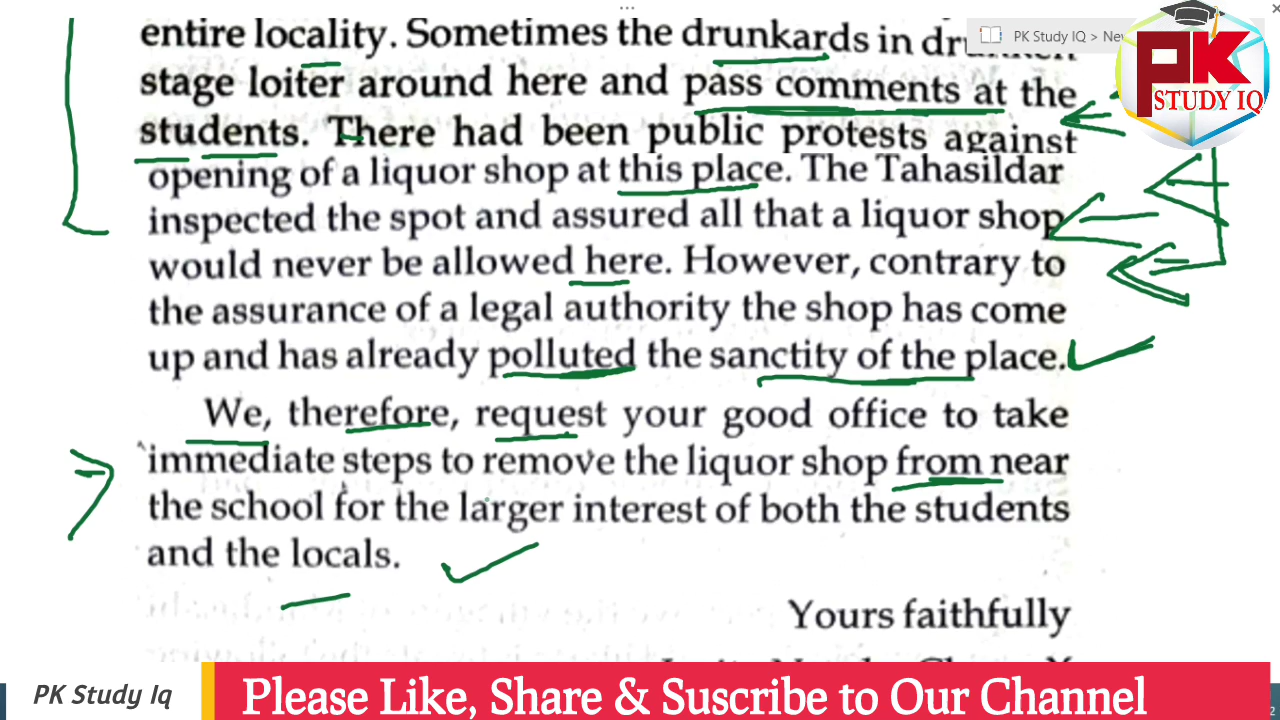 entire locality. Sometimes the drunkards in drunken
PK Study IQ > New
PK
STUDY IQ
stage loiter around here and pass comments at the
students. There had been public protests against
opening of a liquor shop at this place. The Tahasildar
inspected the spot and assured all that a liquor shop
would never be allowed here. However, contrary to
the assurance of a legal authority the shop has come
up and has already polluted the sanctity of the place.
We, therefore, request your good office to take
immediate steps to remove the liquor shop from near
the school for the larger interest of both the students
and the locals.
Yours faithfully
PK Study Iq
Please Like, Share & Suscribe to Our Channel
2